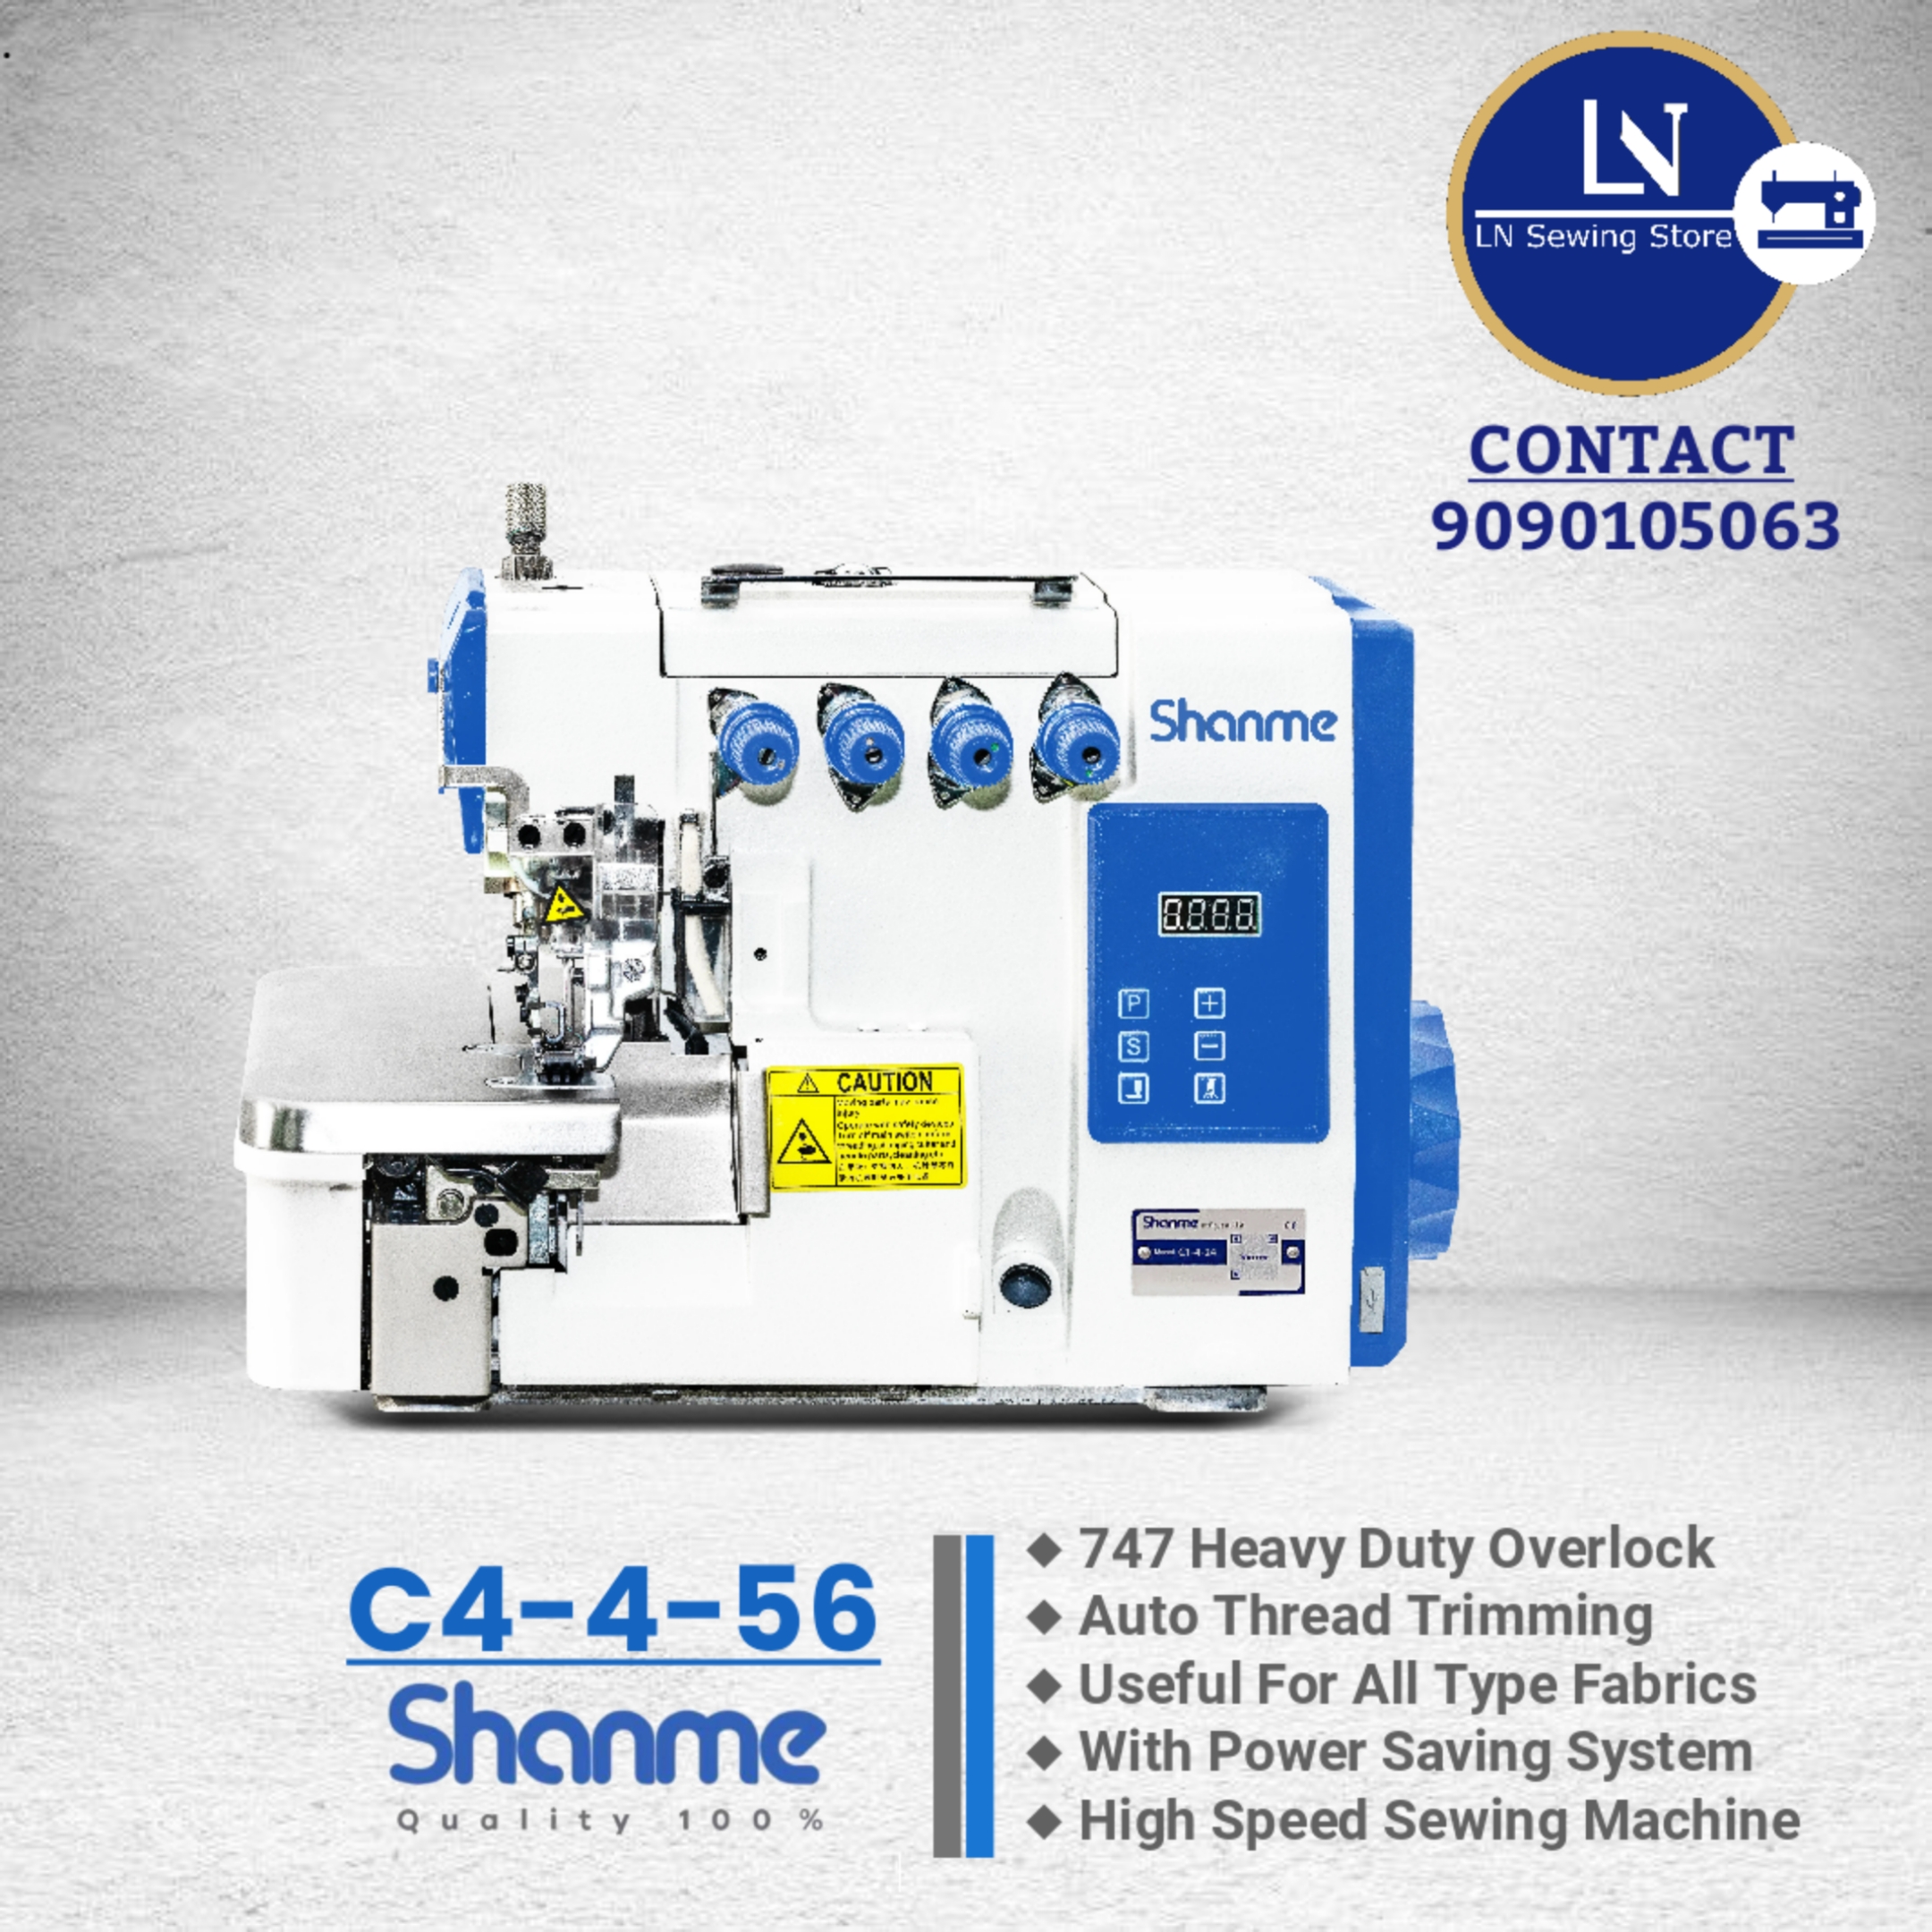 LN
LN Sewing Store
CONTACT
9090105063
Shanme
P
S
CAUTION
Shanme
C4-4-56
Shanme
Quality 100%
◆ 747 Heavy Duty Overlock
◆ Auto Thread Trimming
◆ Useful For All Type Fabrics
◆ With Power Saving System
◆ High Speed Sewing Machine